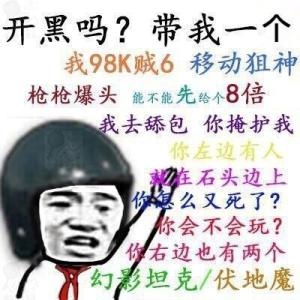 开黑吗？带我一个
我98K贼6 移动狙神
枪枪爆头 能不能先给个8倍
我去舔包 你掩护我
你左边有人
就在石头边上
你怎么又死了？
你会不会玩？
你右边也有两个
幻影坦克/伏地魔